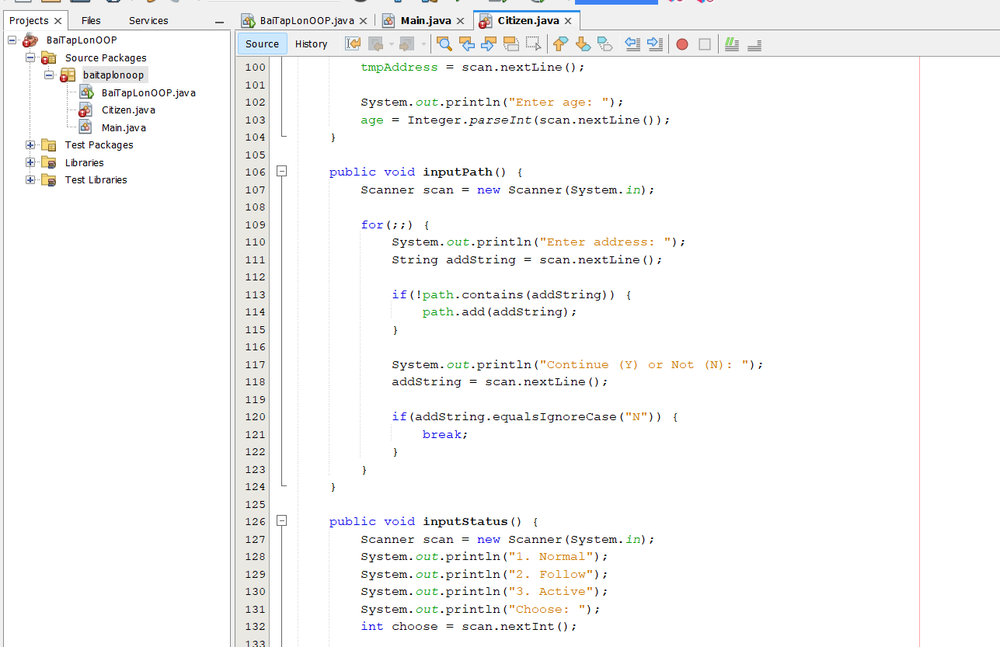 Projects
Files
Services
BaiTapLonOOP.java
Main.java
Citizen.java
BaiTapLonOOP
Source Packages
baitaplonoop
BaiTapLonOOP.java
Citizen.java
Main.java
Test Packages
Libraries
Test Libraries
Source
History
100 tmpAddress = scan.nextLine();
101
102 System.out.println("Enter age: ");
103 age = Integer.parseInt(scan.nextLine());
104 }
105
106 public void inputPath() {
107 Scanner scan = new Scanner(System.in);
108
109 for(;;) {
110 System.out.println("Enter address: ");
111 String addString = scan.nextLine();
112
113 if(!path.contains(addString)) {
114 path.add(addString);
115 }
116
117 System.out.println("Continue (Y) or Not (N): ");
118 addString = scan.nextLine();
119
120 if(addString.equalsIgnoreCase("N")) {
121 break;
122 }
123 }
124 }
125
126 public void inputStatus() {
127 Scanner scan = new Scanner(System.in);
128 System.out.println("1. Normal");
129 System.out.println("2. Follow");
130 System.out.println("3. Active");
131 System.out.println("Choose: ");
132 int choose = scan.nextInt();
133